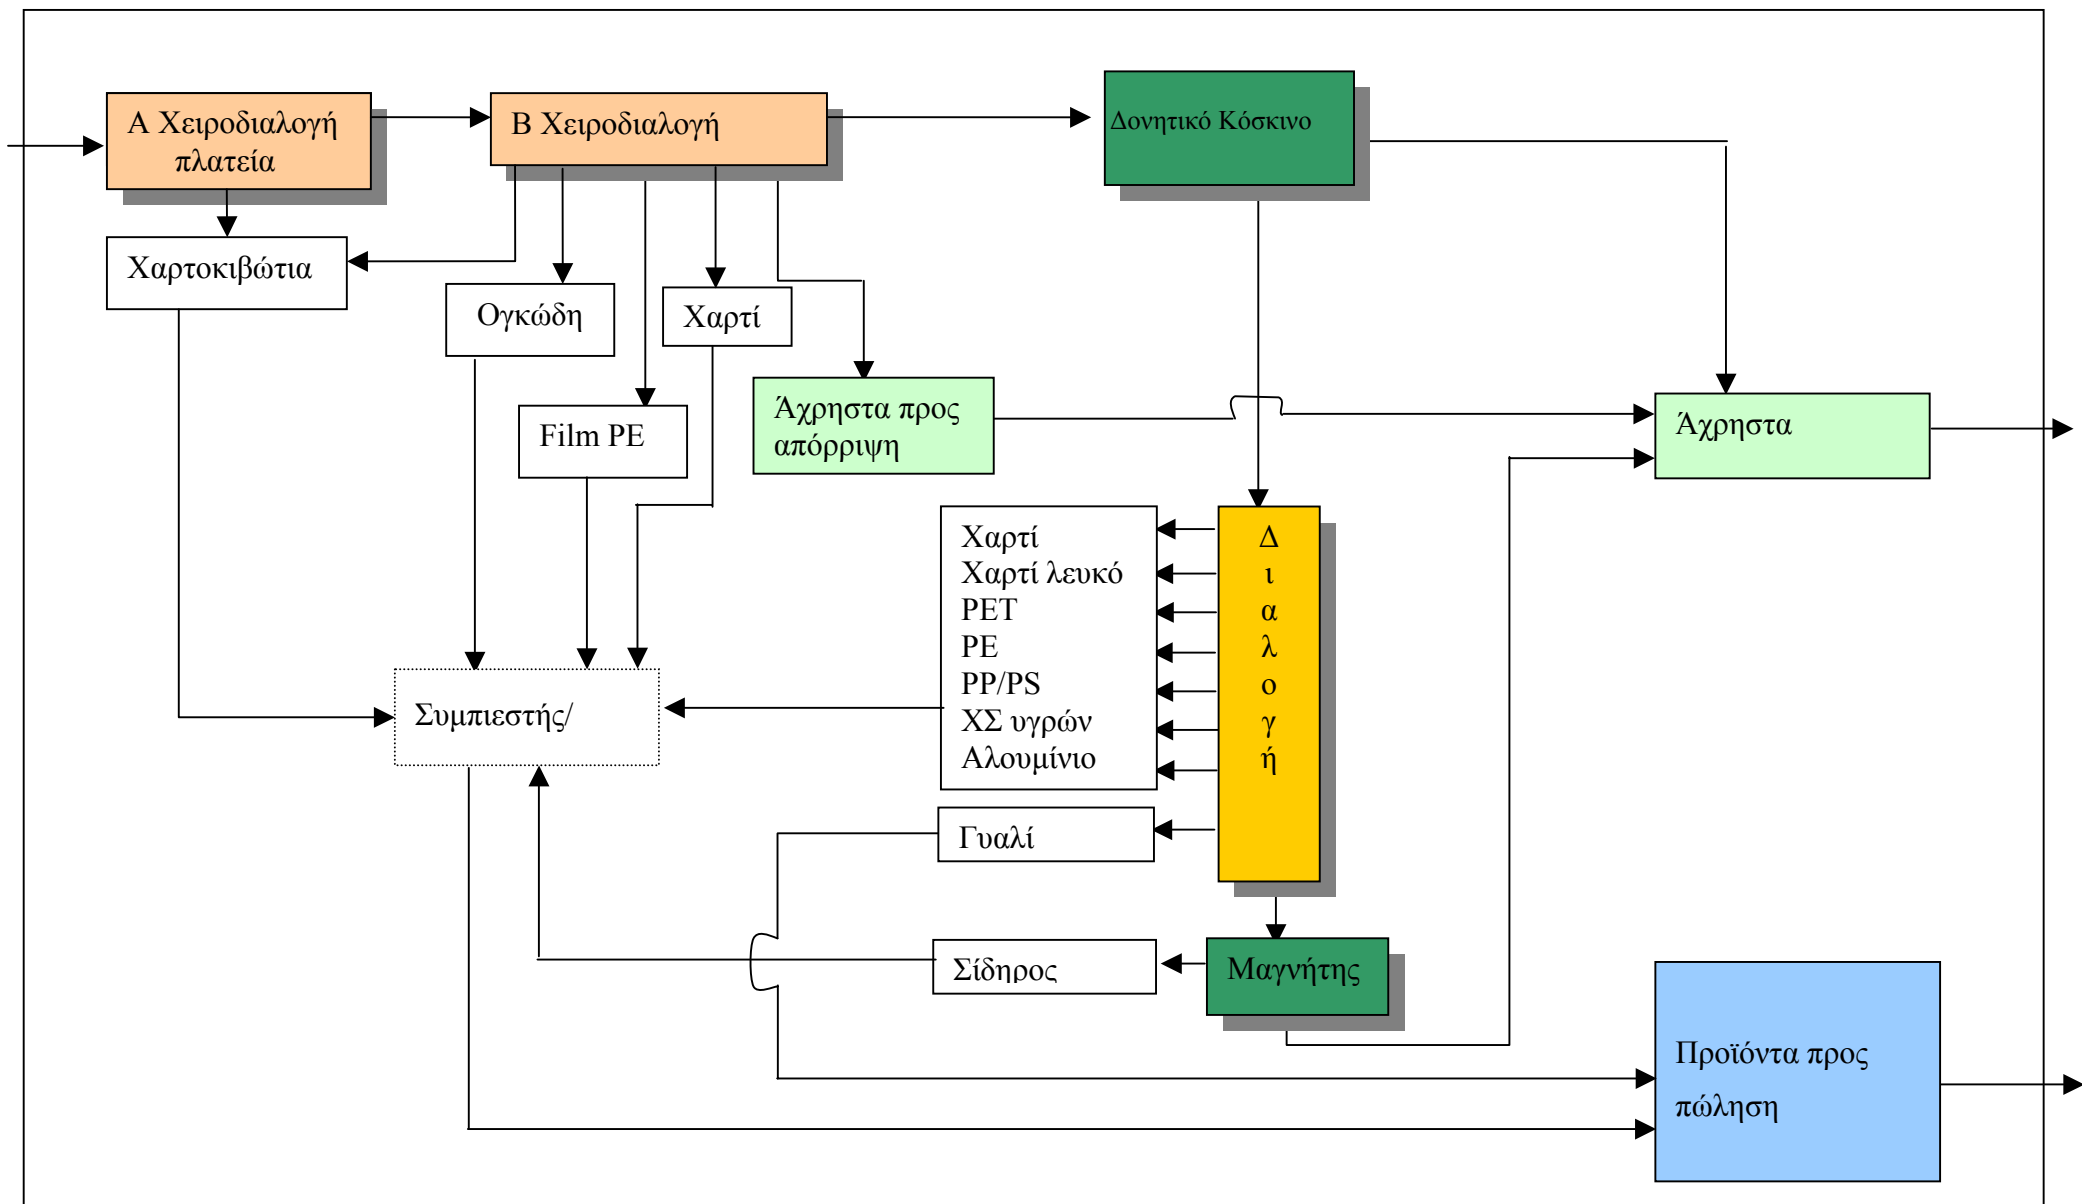 Α Χειροδιαλογή
πλατεία
Β Χειροδιαλογή
Δονητικό Κόσκινο
Χαρτοκιβώτια
Ογκώδη
Χαρτί
Film PE
Άχρηστα προς
απόρριψη
Άχρηστα
Χαρτί
Χαρτί λευκό
PET
PE
PP/PS
ΧΣ υγρών
Αλουμίνιο
Δ
ι
α
λ
ο
γ
ή
Συμπιεστής/
Γυαλί
Σίδηρος
Μαγνήτης
Προϊόντα προς
πώληση